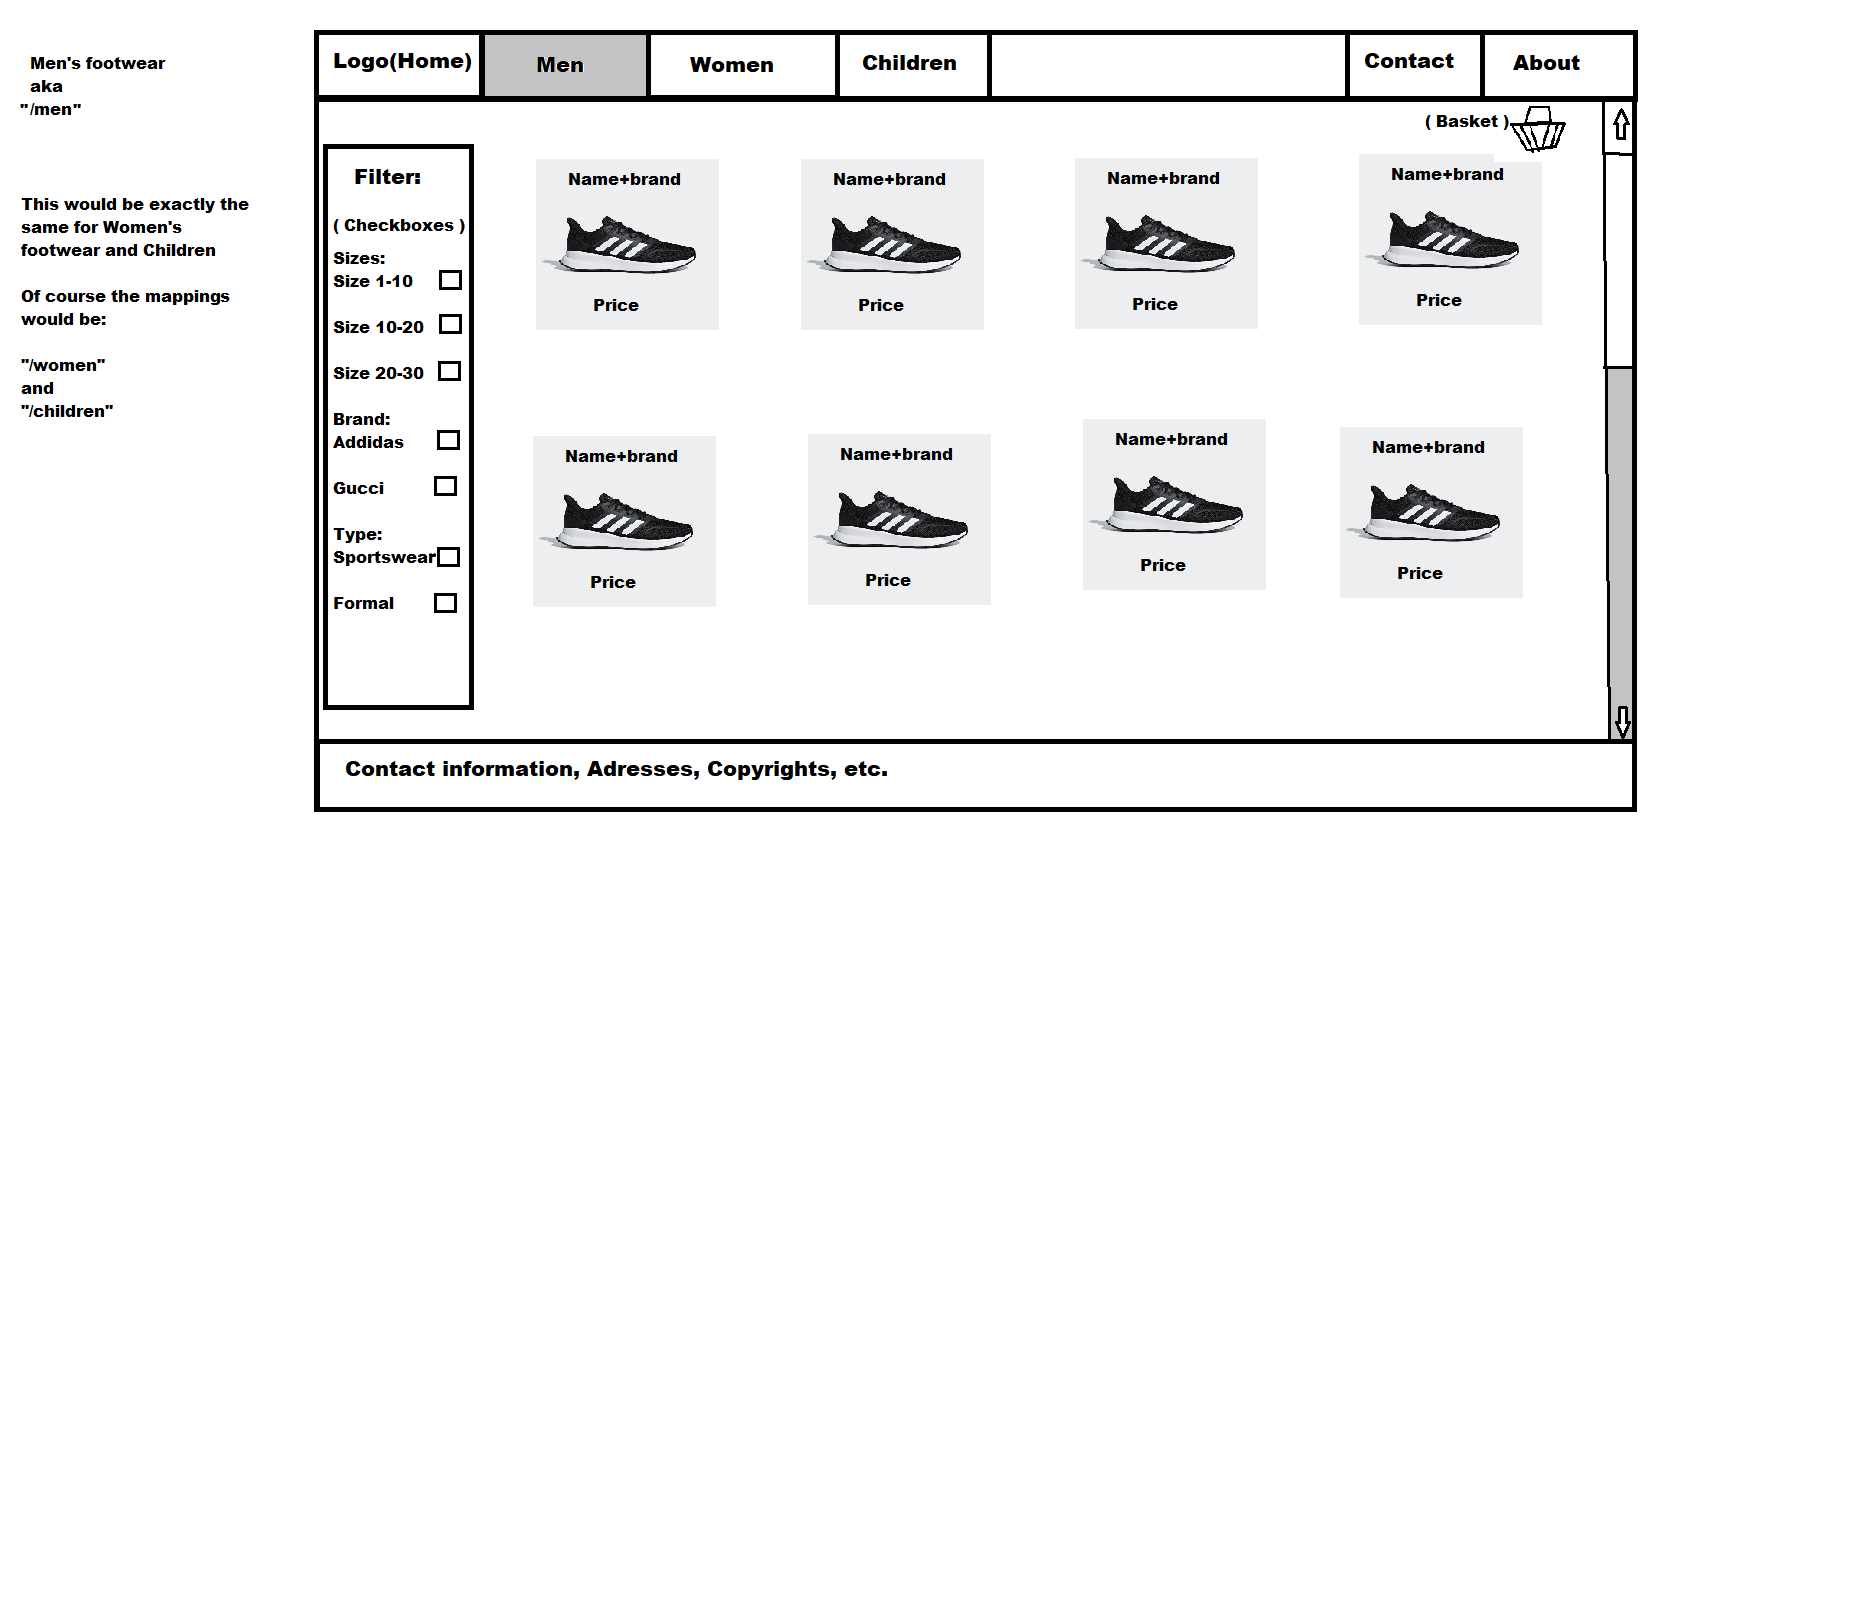 Men's footwear
aka
"/men"
This would be exactly the
same for Women's
footwear and Children
Of course the mappings
would be:
"/women"
and
"/children"
Logo(Home)
Men
Women
Children
Contact
About
( Basket )
Filter:
( Checkboxes )
Sizes:
Size 1-10
Size 10-20
Size 20-30
Brand:
Addidas
Gucci
Type:
Sportswear
Formal
Name+brand
Price
Name+brand
Price
Name+brand
Price
Name+brand
Price
Name+brand
Price
Name+brand
Price
Name+brand
Price
Name+brand
Price
Contact information, Adresses, Copyrights, etc.